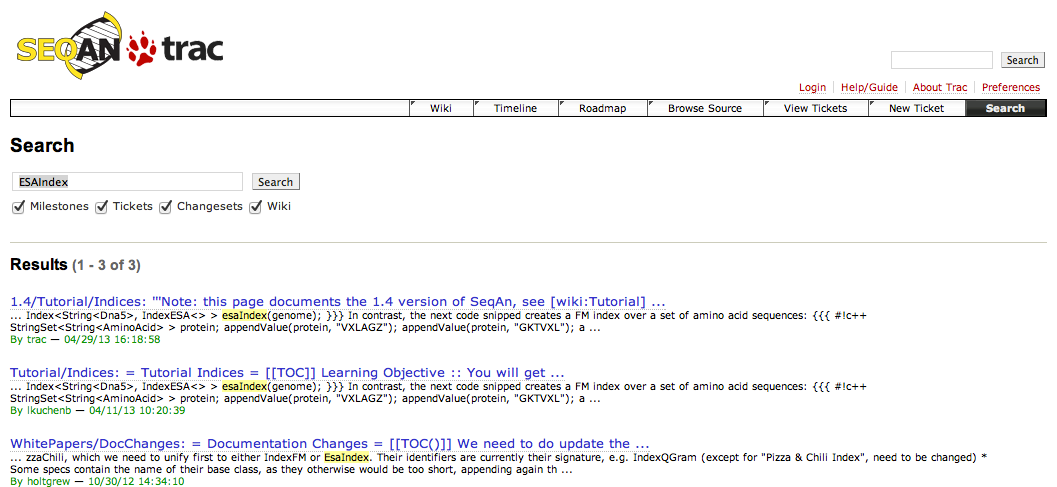 SEQAN trac
Search
Login Help/Guide About Trac Preferences
Wiki Timeline Roadmap Browse Source View Tickets New Ticket Search
Search
ESAIndex Search
Milestones Tickets Changesets Wiki
Results (1 - 3 of 3)
1.4/Tutorial/Indices: '''Note: this page documents the 1.4 version of SeqAn, see [wiki:Tutorial] ...
... Index<String<Dna5>, IndexESA<> > esaIndex(genome); }}} In contrast, the next code snipped creates a FM index over a set of amino acid sequences: {{{ #!c++
StringSet<String<AminoAcid> > protein; appendValue(protein, "VXLAGZ"); appendValue(protein, "GKTVXL"); a ...
By trac — 04/29/13 16:18:58
Tutorial/Indices: = Tutorial Indices = [[TOC]] Learning Objective :: You will get ...
... Index<String<Dna5>, IndexESA<> > esaIndex(genome); }}} In contrast, the next code snipped creates a FM index over a set of amino acid sequences: {{{ #!c++
StringSet<String<AminoAcid> > protein; appendValue(protein, "VXLAGZ"); appendValue(protein, "GKTVXL"); a ...
By lkuchenb — 04/11/13 10:20:39
WhitePapers/DocChanges: = Documentation Changes = [[TOC()]] We need to do update the ...
... zzaChili, which we need to unify first to either IndexFM or EsaIndex. Their identifiers are currently their signature, e.g. IndexQGram (except for "Pizza & Chili Index", need to be changed) *
Some specs contain the name of their base class, as they otherwise would be too short, appending again th ...
By holtgrew — 10/30/12 14:34:10